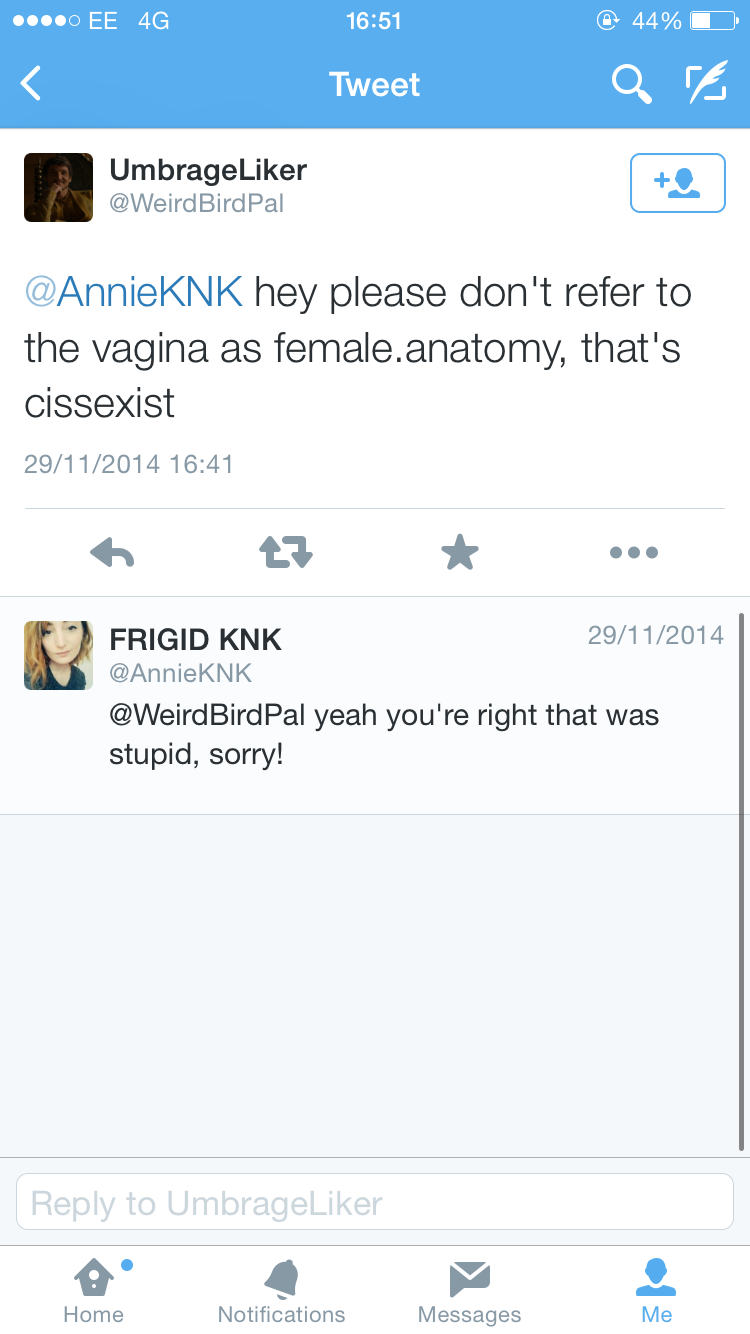 EE 4G 16:51 44%
Tweet
UmbrageLiker
@WeirdBirdPal
@AnnieKNK hey please don't refer to
the vagina as female.anatomy, that's
cissexist
29/11/2014 16:41
FRIGID KNK 29/11/2014
@AnnieKNK
@WeirdBirdPal yeah you're right that was
stupid, sorry!
Reply to UmbrageLiker
Home Notifications Messages Me